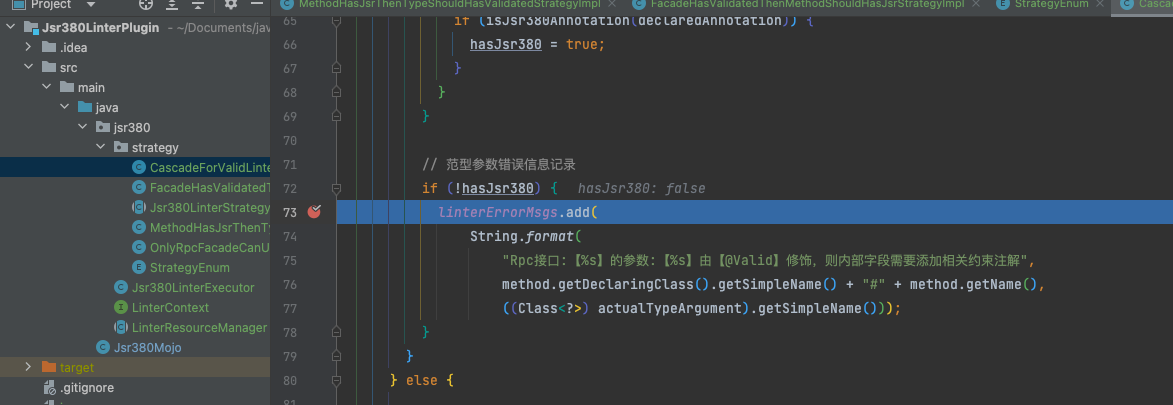 Project
MethodHasJsrThenTypeShouldHasValidatedStrategyImpl
FacadeHasValidatedThenMethodShouldHasJsrStrategyImpl
StrategyEnum
Casca
Jsr380LinterPlugin ~/Documents/jav
.idea
src
main
java
jsr380
strategy
CascadeForValidLinte
FacadeHasValidatedT
Jsr380LinterStrategy
MethodHasJsrThenTy
OnlyRpcFacadeCanU
StrategyEnum
Jsr380LinterExecutor
LinterContext
LinterResourceManager
Jsr380Mojo
target
.gitignore
65 if (isJsr380Annotation(declaredAnnotation)) {
66 hasJsr380 = true;
67 }
68 }
69 }
70
71 // 范型参数错误信息记录
72 if (!hasJsr380) { hasJsr380: false
73 linterErrorMsgs.add(
74 String.format(
75 "Rpc接口:【%s】的参数:【%s】由【@Valid】修饰，则内部字段需要添加相关约束注解",
76 method.getDeclaringClass().getSimpleName() + "#" + method.getName(),
77 ((Class<?>) actualTypeArgument).getSimpleName()));
78 }
79 }
80 } else {
81